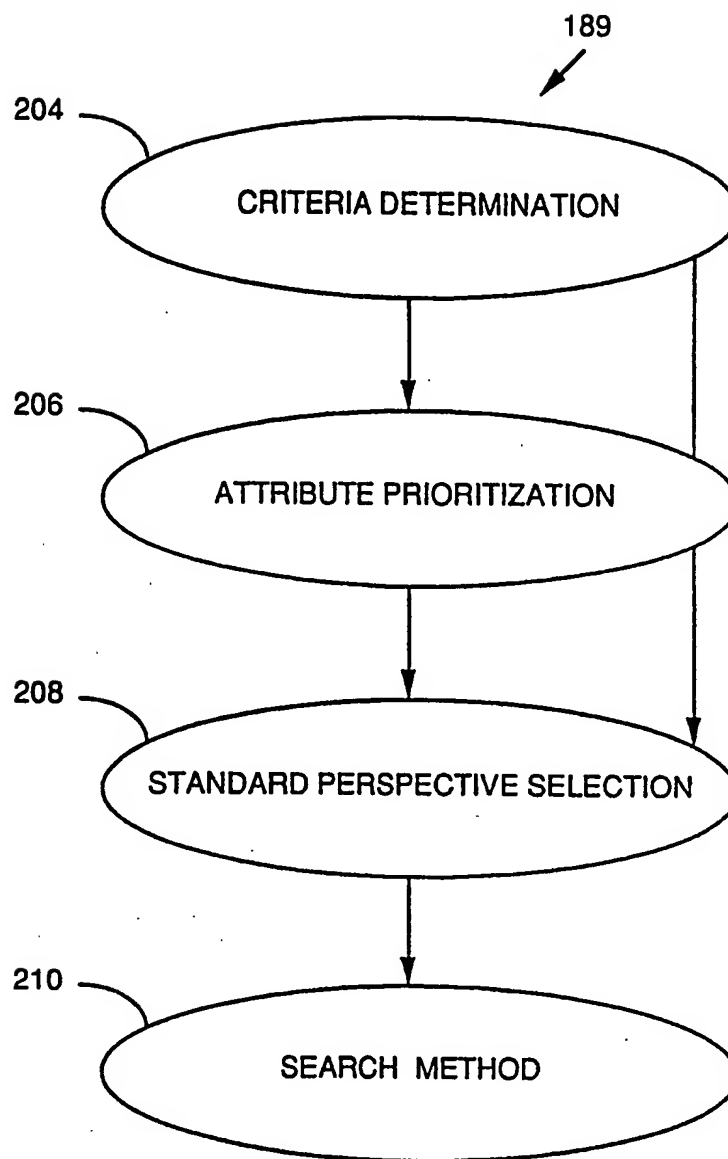 189
204
CRITERIA DETERMINATION
206
ATTRIBUTE PRIORITIZATION
208
STANDARD PERSPECTIVE SELECTION
210
SEARCH METHOD